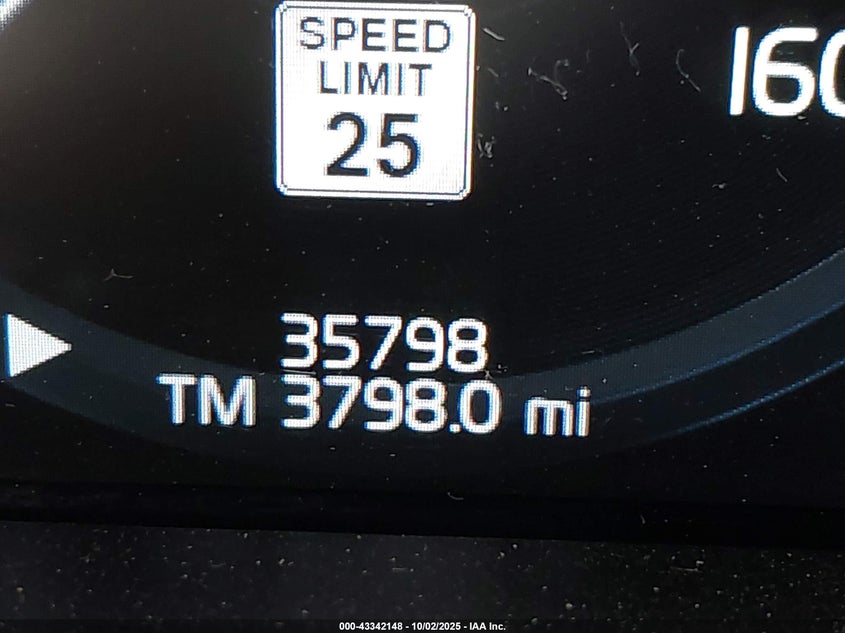 SPEED
LIMIT
25
160
35798
TM 3798.0 mi
000-43342148 - 10/02/2025 - IAA Inc.